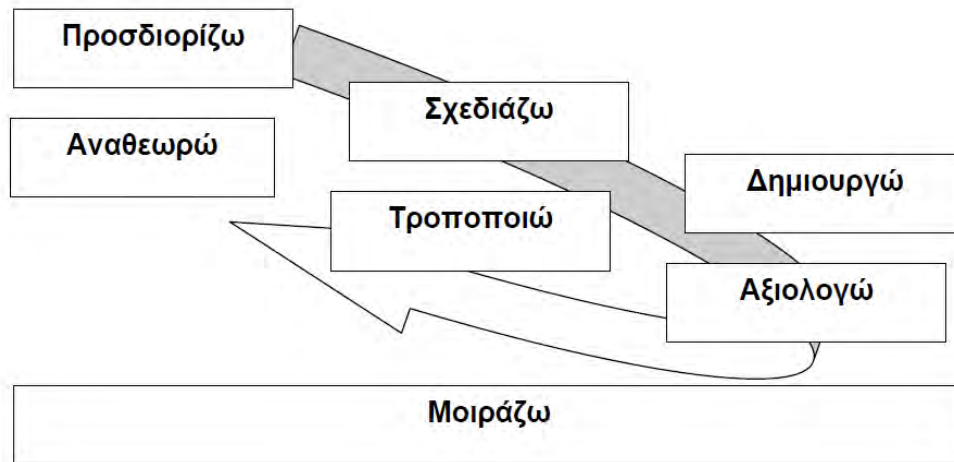 Προσδιορίζω
Σχεδιάζω
Αναθεωρώ
Δημιουργώ
Τροποποιώ
Αξιολογώ
Μοιράζω